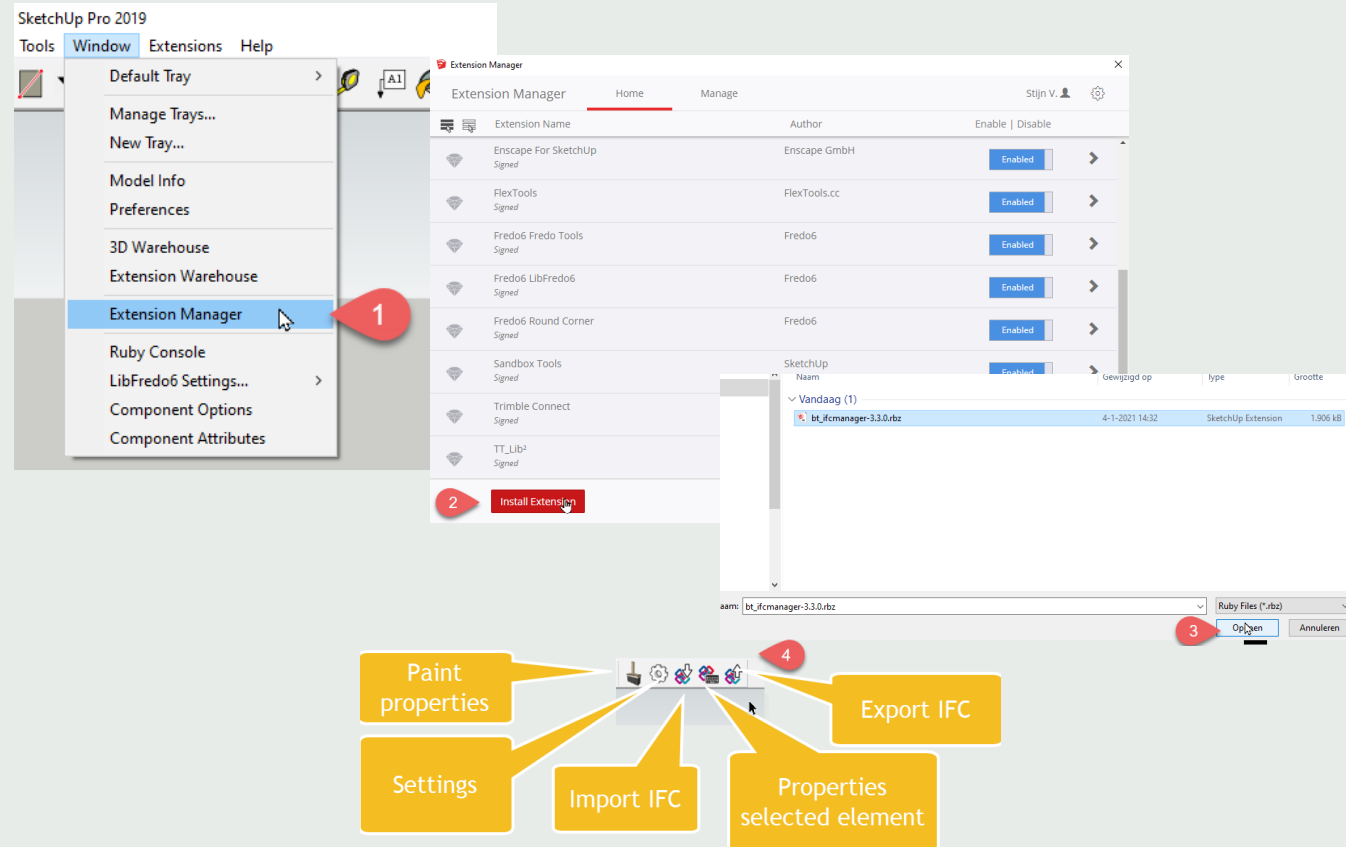 SketchUp Pro 2019
Tools Window Extensions Help
Default Tray
Manage Trays...
New Tray...
Model Info
Preferences
3D Warehouse
Extension Warehouse
Extension Manager
Ruby Console
LibFredo6 Settings...
Component Options
Component Attributes
A1
1
Extension Manager
Extension Manager Home Manage Stijn V.
Extension Name Author Enable | Disable
Enscape For SketchUp Enscape GmbH Enabled
Signed
FlexTools FlexTools.cc Enabled
Signed
Fredo6 Fredo Tools Fredo6 Enabled
Signed
Fredo6 LibFredo6 Fredo6 Enabled
Signed
Fredo6 Round Corner Fredo6 Enabled
Signed
Sandbox Tools SketchUp Enabled
Signed
Trimble Connect
Signed
TT_Lib²
Signed
2 Install Extension
Naam Gewijzigd op Type Grootte
Vandaag (1)
bt_ifcmanager-3.3.0.rbz 4-1-2021 14:32 SketchUp Extension 1.906 kB
aam: bt_ifcmanager-3.3.0.rbz Ruby Files (*.rbz)
3 Openen Annuleren
4
Paint
properties
Settings
Import IFC
Properties
selected element
Export IFC